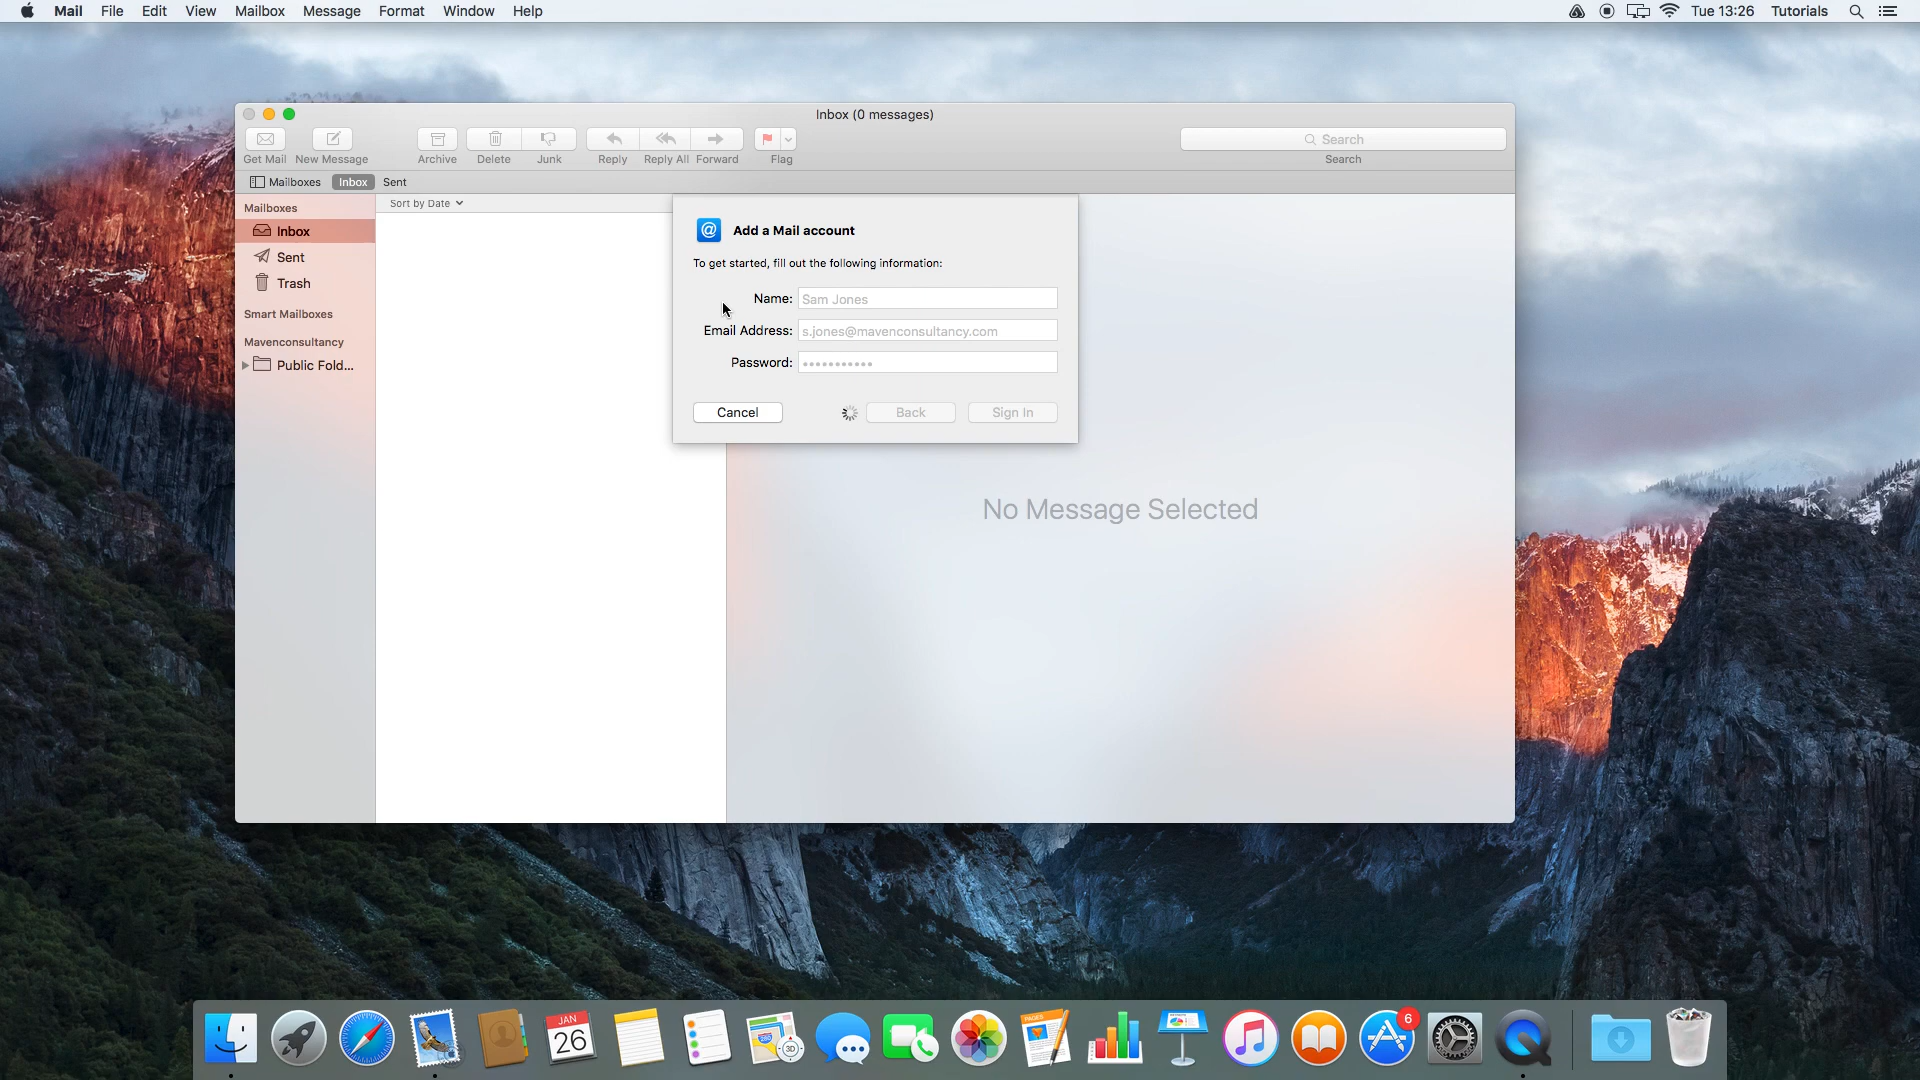 Mail File Edit View Mailbox Message Format Window Help Tue 13:26 Tutorials
Inbox (0 messages)
Get Mail New Message Archive Delete Junk Reply Reply All Forward Flag Search
Search
Mailboxes Inbox Sent
Mailboxes
Inbox
Sent
Trash
Smart Mailboxes
Mavenconsultancy
Public Fold...
Sort by Date
Add a Mail account
To get started, fill out the following information:
Name: Sam Jones
Email Address: s.jones@mavenconsultancy.com
Password: •••••••••••
Cancel Back Sign In
No Message Selected
JAN
26
280
3D
PAGES
6